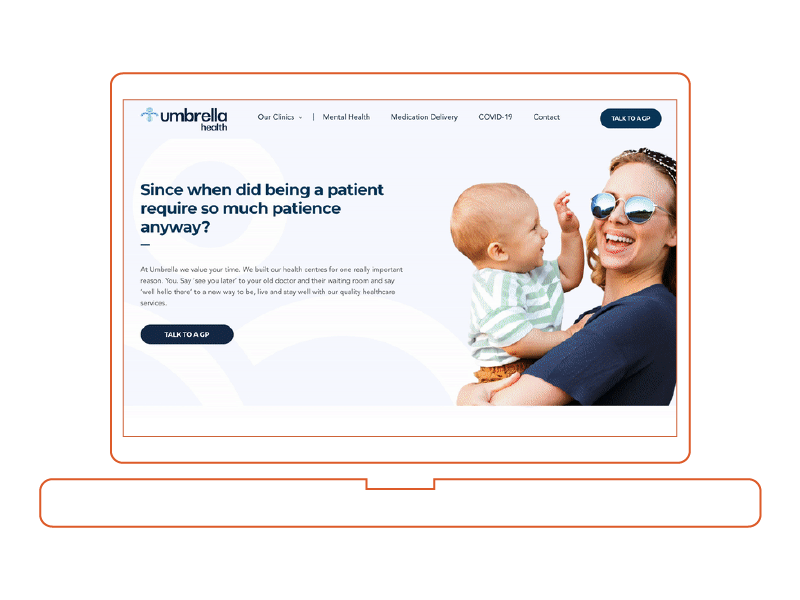 umbrella
health
Our Clinics | Mental Health Medication Delivery COVID-19 Contact TALK TO A GP
Since when did being a patient
require so much patience
anyway?
At Umbrella we value your time. We built our health centres for one really important
reason. You. Say 'see you later' to your old doctor and their waiting room and say
'well hello there' to a new way to be, live and stay well with our quality healthcare
services.
TALK TO A GP